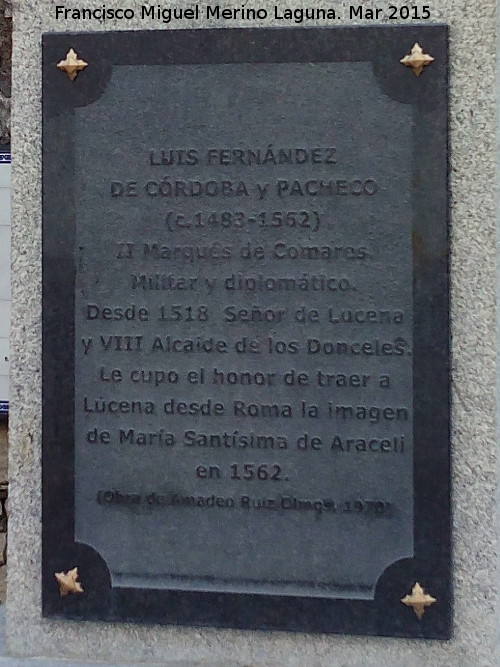 Francisco Miguel Merino Laguna. Mar 2015
LUIS FERNÁNDEZ
DE CÓRDOBA y PACHECO
(c.1483-1562)
II Marqués de Comares
Militar y diplomático.
Desde 1518 Señor de Lucena
y VIII Alcaide de los Donceles.
Le cupo el honor de traer a
Lucena desde Roma la imagen
de María Santísima de Araceli
en 1562.
(Obra de Amadeo Ruiz Olmos. 1970)